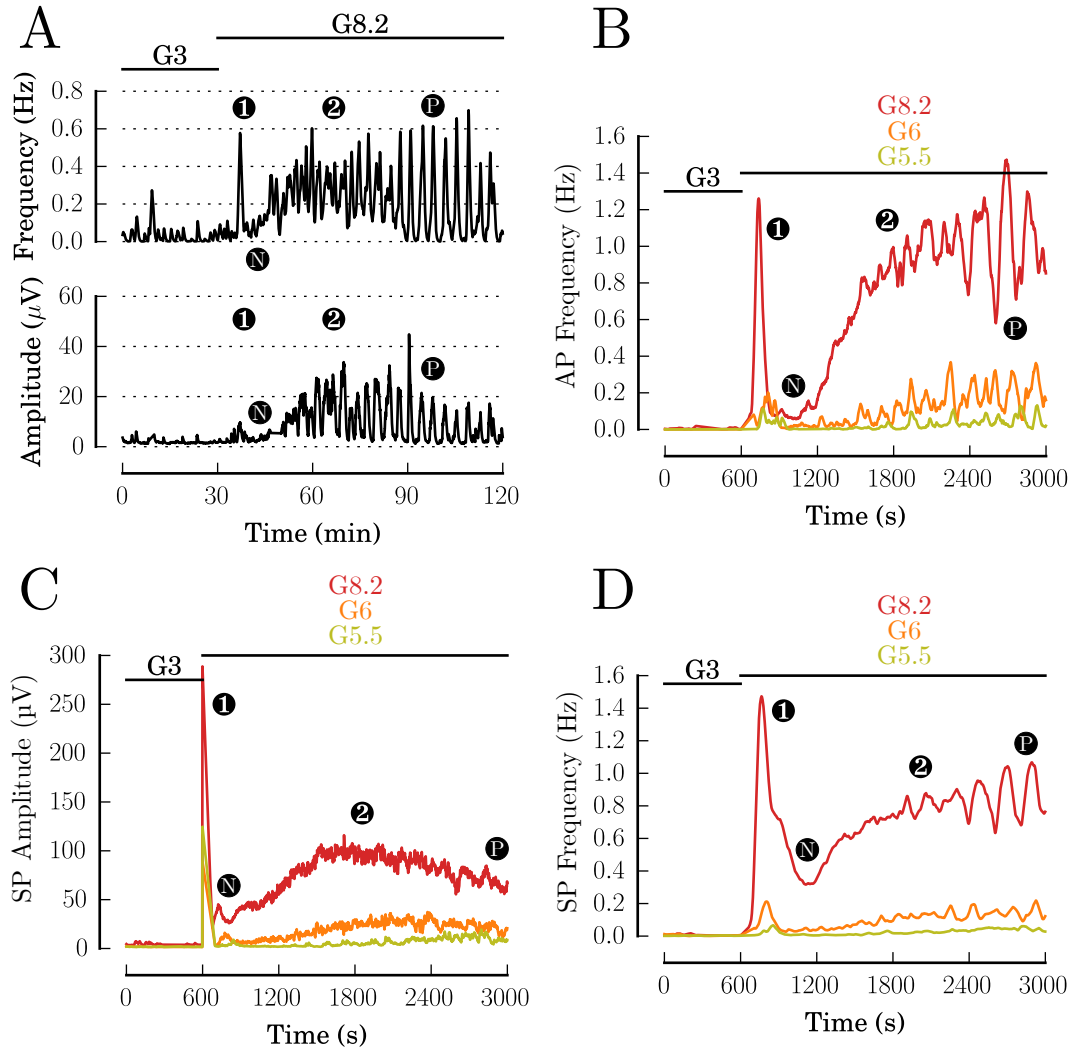 A
G8.2
G3
Frequency (Hz)
0.8
0.6
0.4
0.2
0.0
1
2
P
N
Amplitude (μV)
60
40
20
0
1
2
P
N
0 30 60 90 120
Time (min)
B
G8.2
G6
G5.5
G3
AP Frequency (Hz)
1.6
1.4
1.2
1.0
0.8
0.6
0.4
0.2
0.0
1
2
P
N
0 600 1200 1800 2400 3000
Time (s)
C
G8.2
G6
G5.5
G3
SP Amplitude (µV)
300
250
200
150
100
50
0
1
2
P
N
0 600 1200 1800 2400 3000
Time (s)
D
G8.2
G6
G5.5
G3
SP Frequency (Hz)
1.6
1.4
1.2
1.0
0.8
0.6
0.4
0.2
0.0
1
P
2
N
0 600 1200 1800 2400 3000
Time (s)